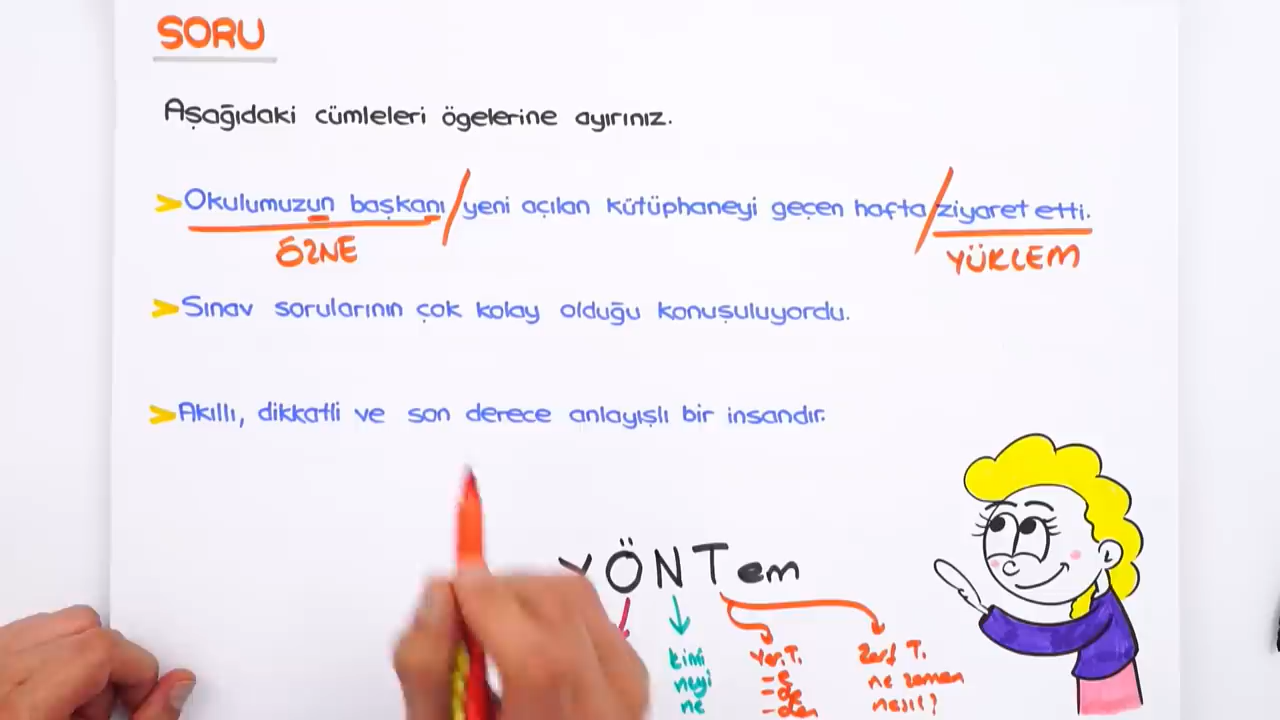 SORU
Aşağıdaki cümleleri ögelerine ayırınız.
Okulumuzun başkanı / yeni açılan kütüphaneyi geçen hafta / ziyaret etti.
ÖZNE YÜKLEM
Sınav sorularının çok kolay olduğu konuşuluyordu.
Akıllı, dikkatli ve son derece anlayışlı bir insandır.
YÖNTem
kimi Yer. T. Zarf T.
neyi -e ne zaman
ne -de nasıl?
-den